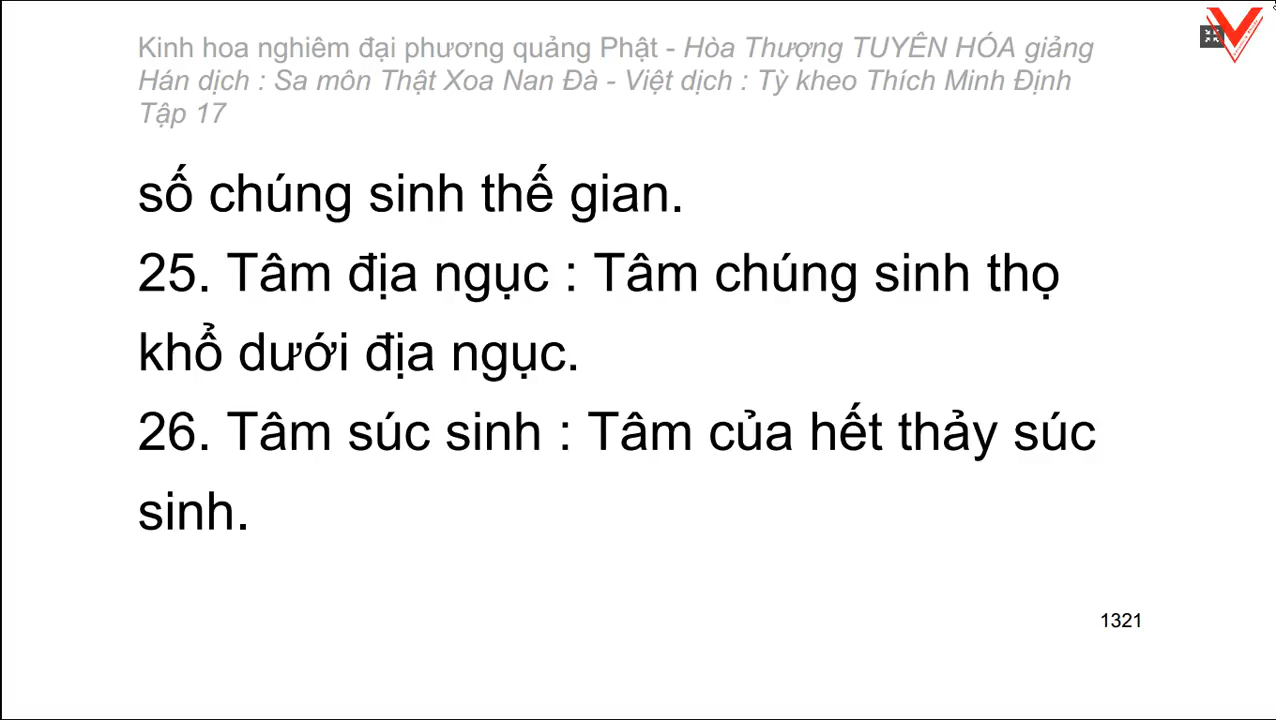 Kinh hoa nghiêm đại phương quảng Phật - Hòa Thượng TUYÊN HÓA giảng
Hán dịch : Sa môn Thật Xoa Nan Đà - Việt dịch : Tỳ kheo Thích Minh Định
Tập 17
số chúng sinh thế gian.
25. Tâm địa ngục : Tâm chúng sinh thọ
khổ dưới địa ngục.
26. Tâm súc sinh : Tâm của hết thảy súc
sinh.
1321